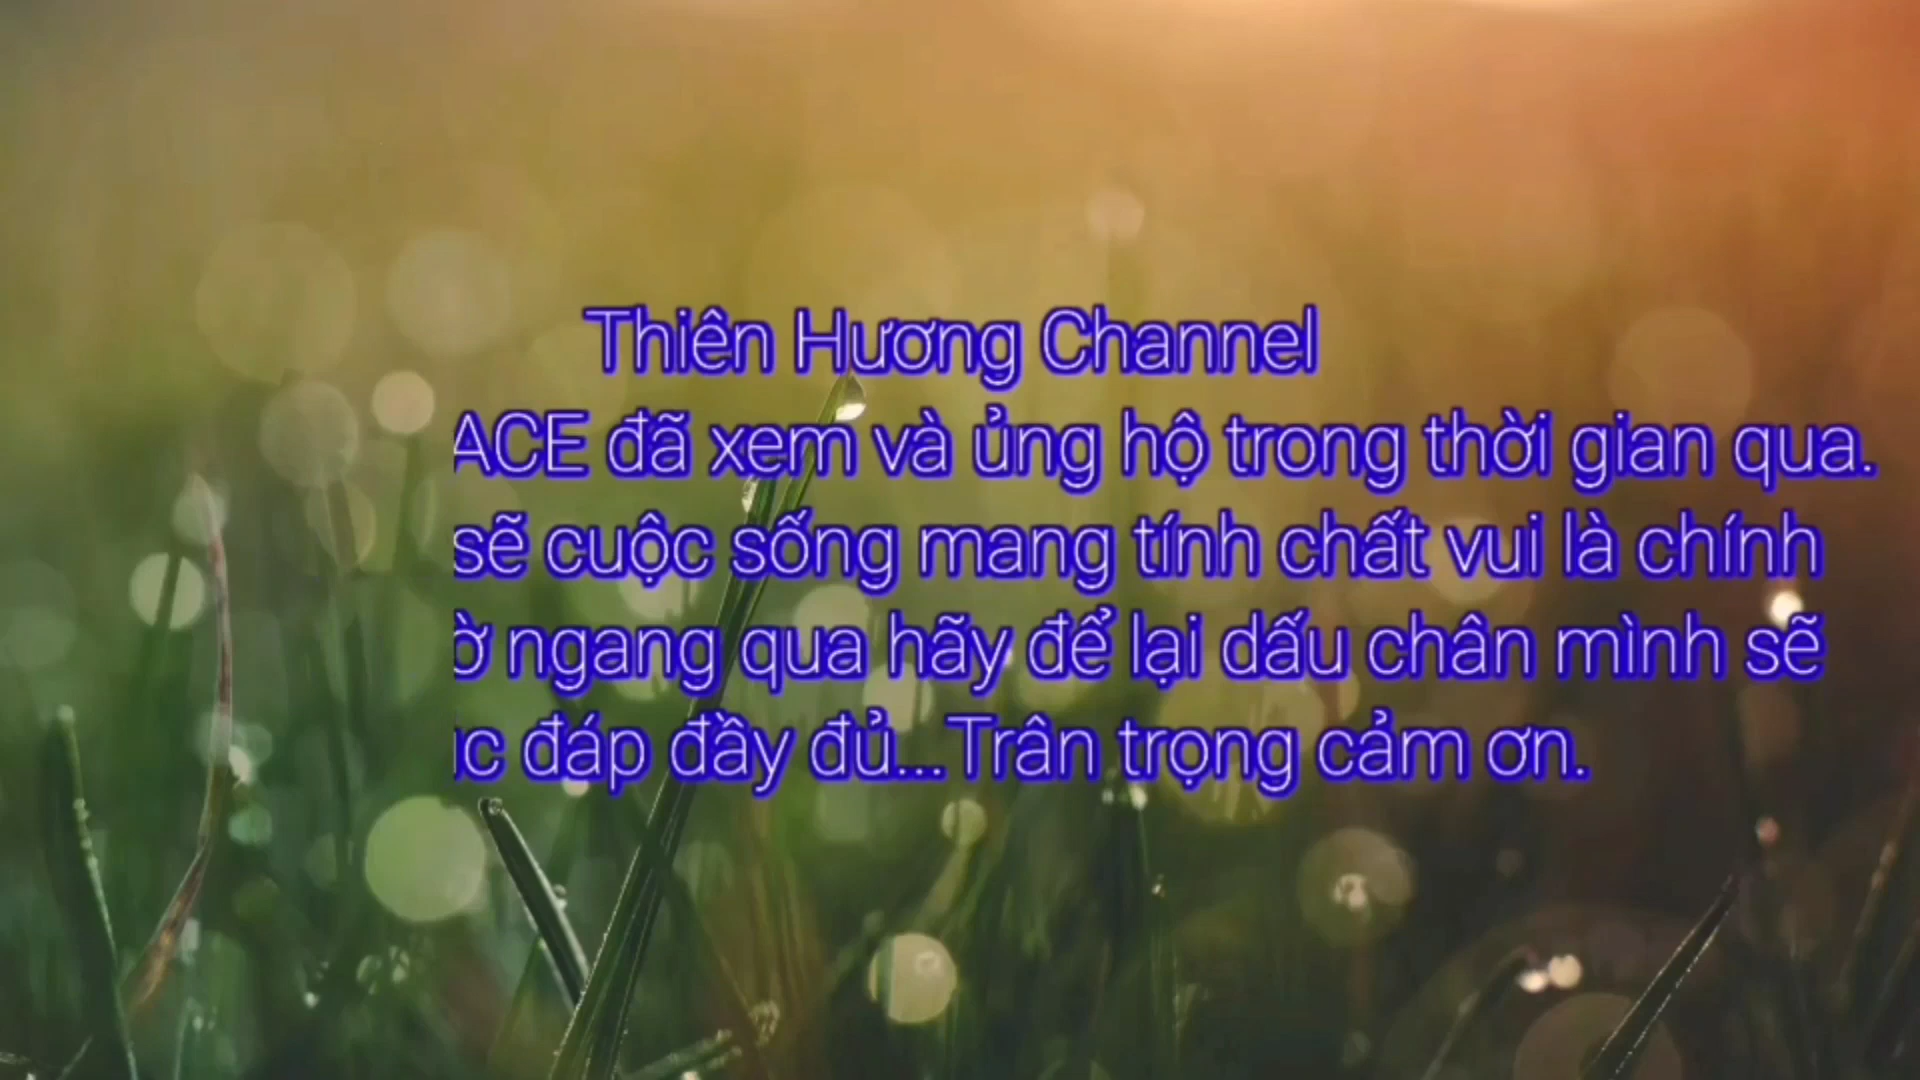 Thiên Hương Channel
ACE đã xem và ủng hộ trong thời gian qua.
sẽ cuộc sống mang tính chất vui là chính
ngang qua hãy để lại dấu chân mình sẽ
đáp đầy đủ...Trân trọng cảm ơn.